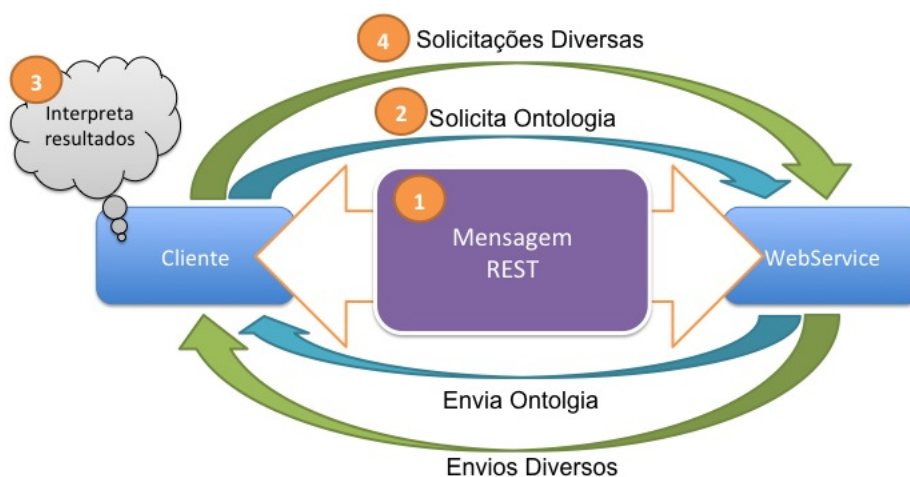 4 Solicitações Diversas
3
Interpreta
resultados
2 Solicita Ontologia
1
Mensagem
REST
Cliente
WebService
Envia Ontolgia
Envios Diversos